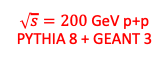 √s = 200 GeV p+p
PYTHIA 8 + GEANT 3